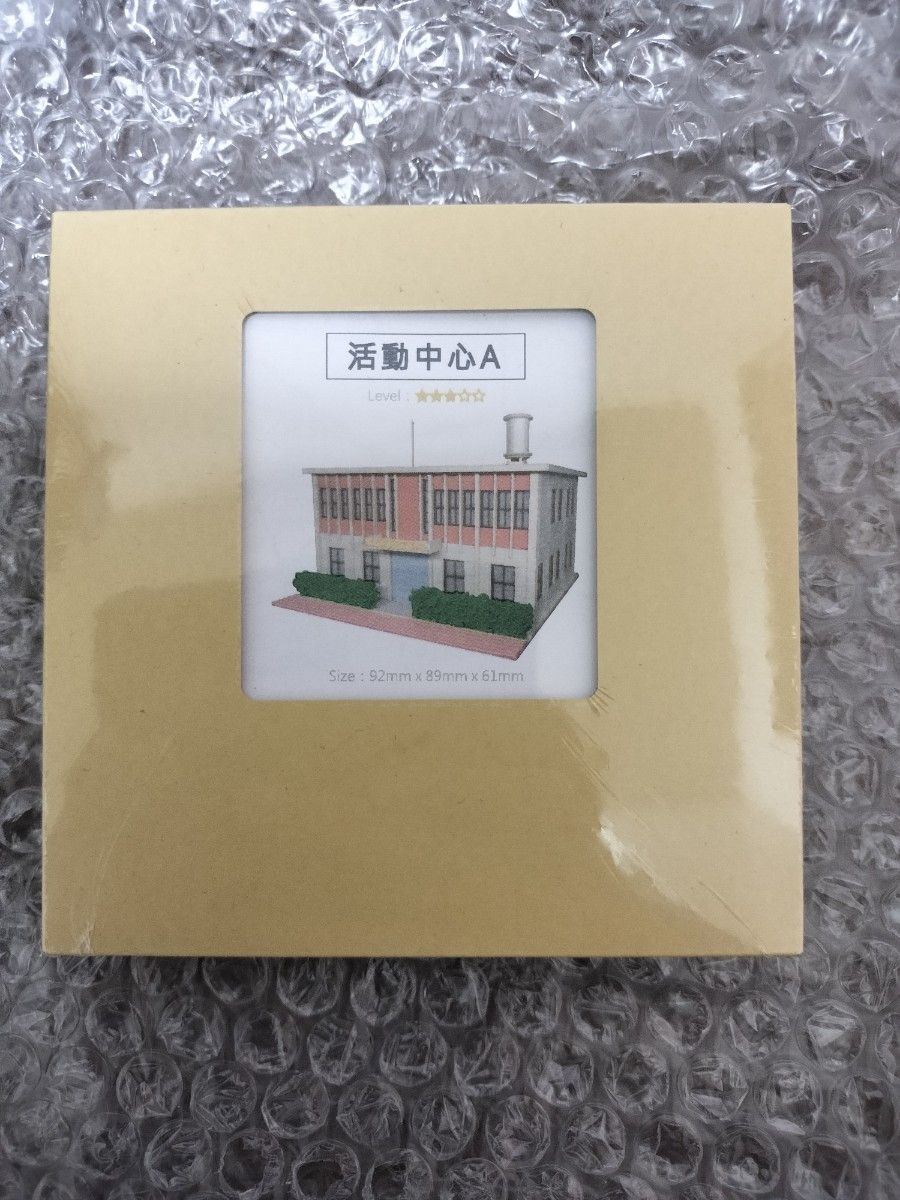 活動中心A
Level : ★★★☆☆
Size : 92mm x 89mm x 61mm